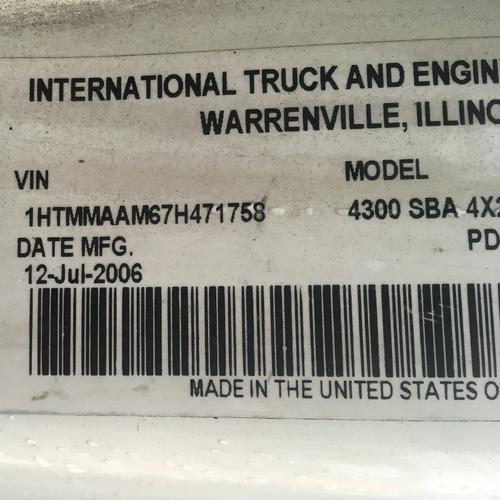 INTERNATIONAL TRUCK AND ENGIN
WARRENVILLE, ILLINO
VIN MODEL
1HTMMAAM67H471758 4300 SBA 4X2
DATE MFG. PD
12-Jul-2006
MADE IN THE UNITED STATES O